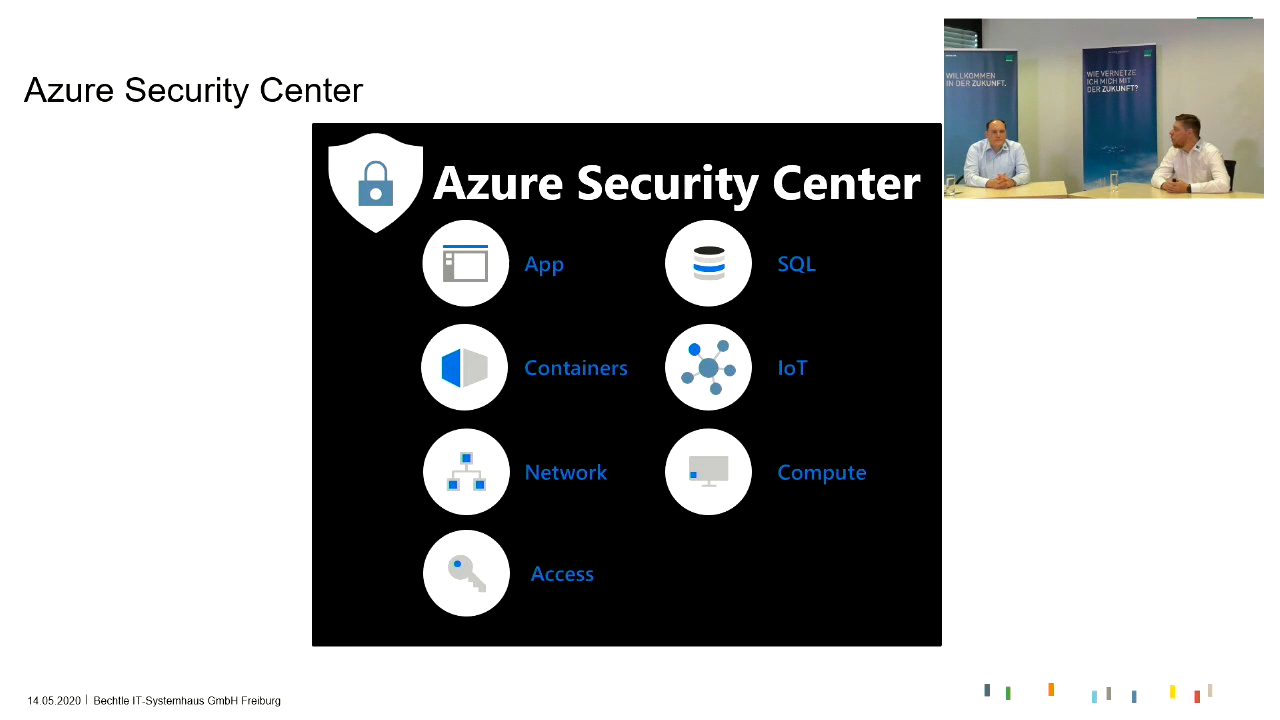 Azure Security Center
WILLKOMMEN
IN DER ZUKUNFT.
WIE VERNETZE
ICH MICH MIT
DER ZUKUNFT?
Azure Security Center
App
SQL
Containers
IoT
Network
Compute
Access
14.05.2020 | Bechtle IT-Systemhaus GmbH Freiburg